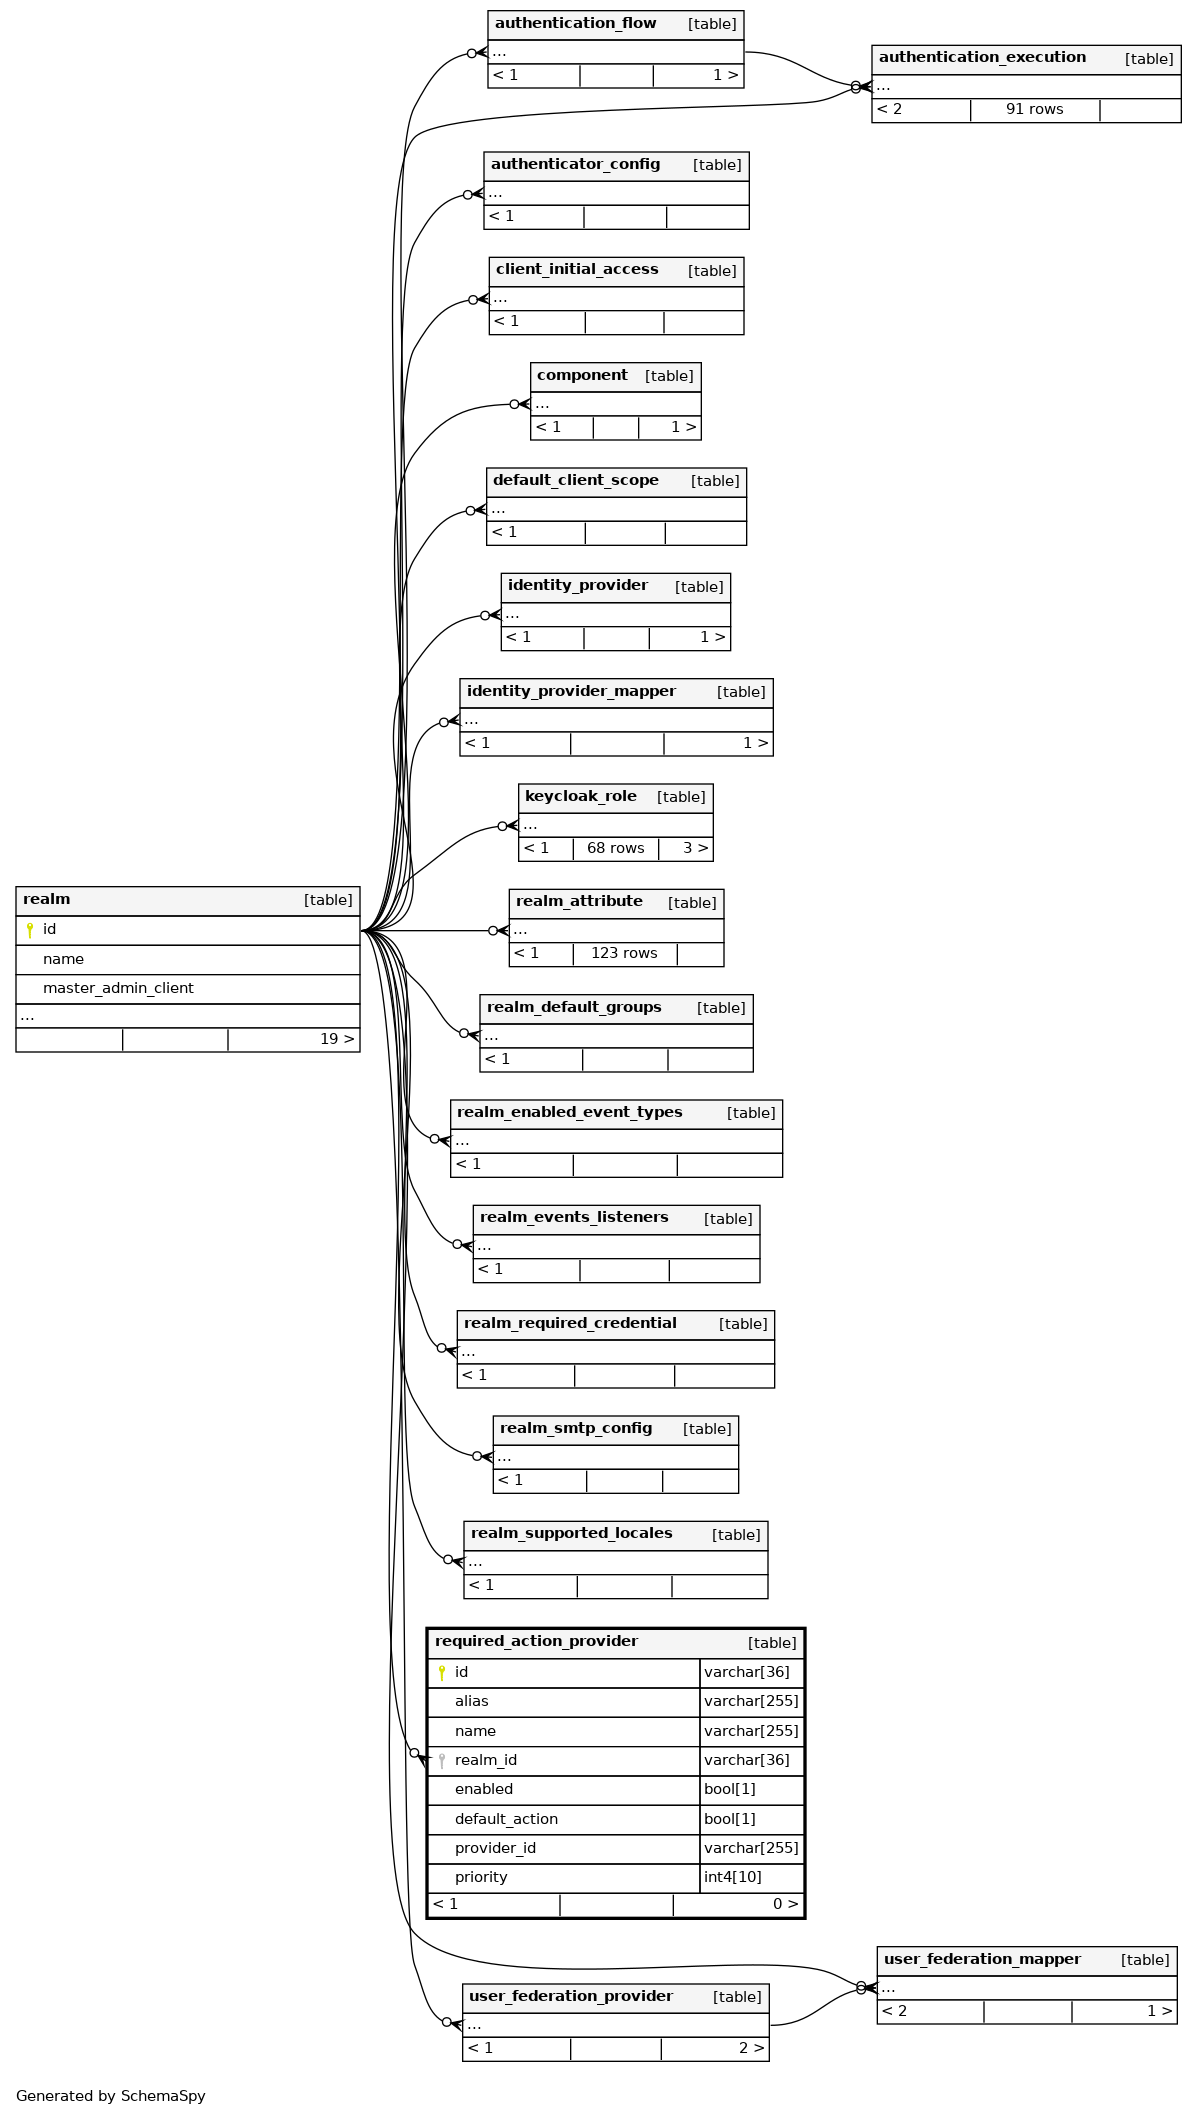 authentication_flow [table]
...
< 1 1 >
authentication_execution [table]
...
< 2 91 rows
authenticator_config [table]
...
< 1
client_initial_access [table]
...
< 1
component [table]
...
< 1 1 >
default_client_scope [table]
...
< 1
identity_provider [table]
...
< 1 1 >
identity_provider_mapper [table]
...
< 1 1 >
keycloak_role [table]
...
< 1 68 rows 3 >
realm [table]
id
name
master_admin_client
...
19 >
realm_attribute [table]
...
< 1 123 rows
realm_default_groups [table]
...
< 1
realm_enabled_event_types [table]
...
< 1
realm_events_listeners [table]
...
< 1
realm_required_credential [table]
...
< 1
realm_smtp_config [table]
...
< 1
realm_supported_locales [table]
...
< 1
required_action_provider [table]
id varchar[36]
alias varchar[255]
name varchar[255]
realm_id varchar[36]
enabled bool[1]
default_action bool[1]
provider_id varchar[255]
priority int4[10]
< 1 0 >
user_federation_mapper [table]
...
< 2 1 >
user_federation_provider [table]
...
< 1 2 >
Generated by SchemaSpy